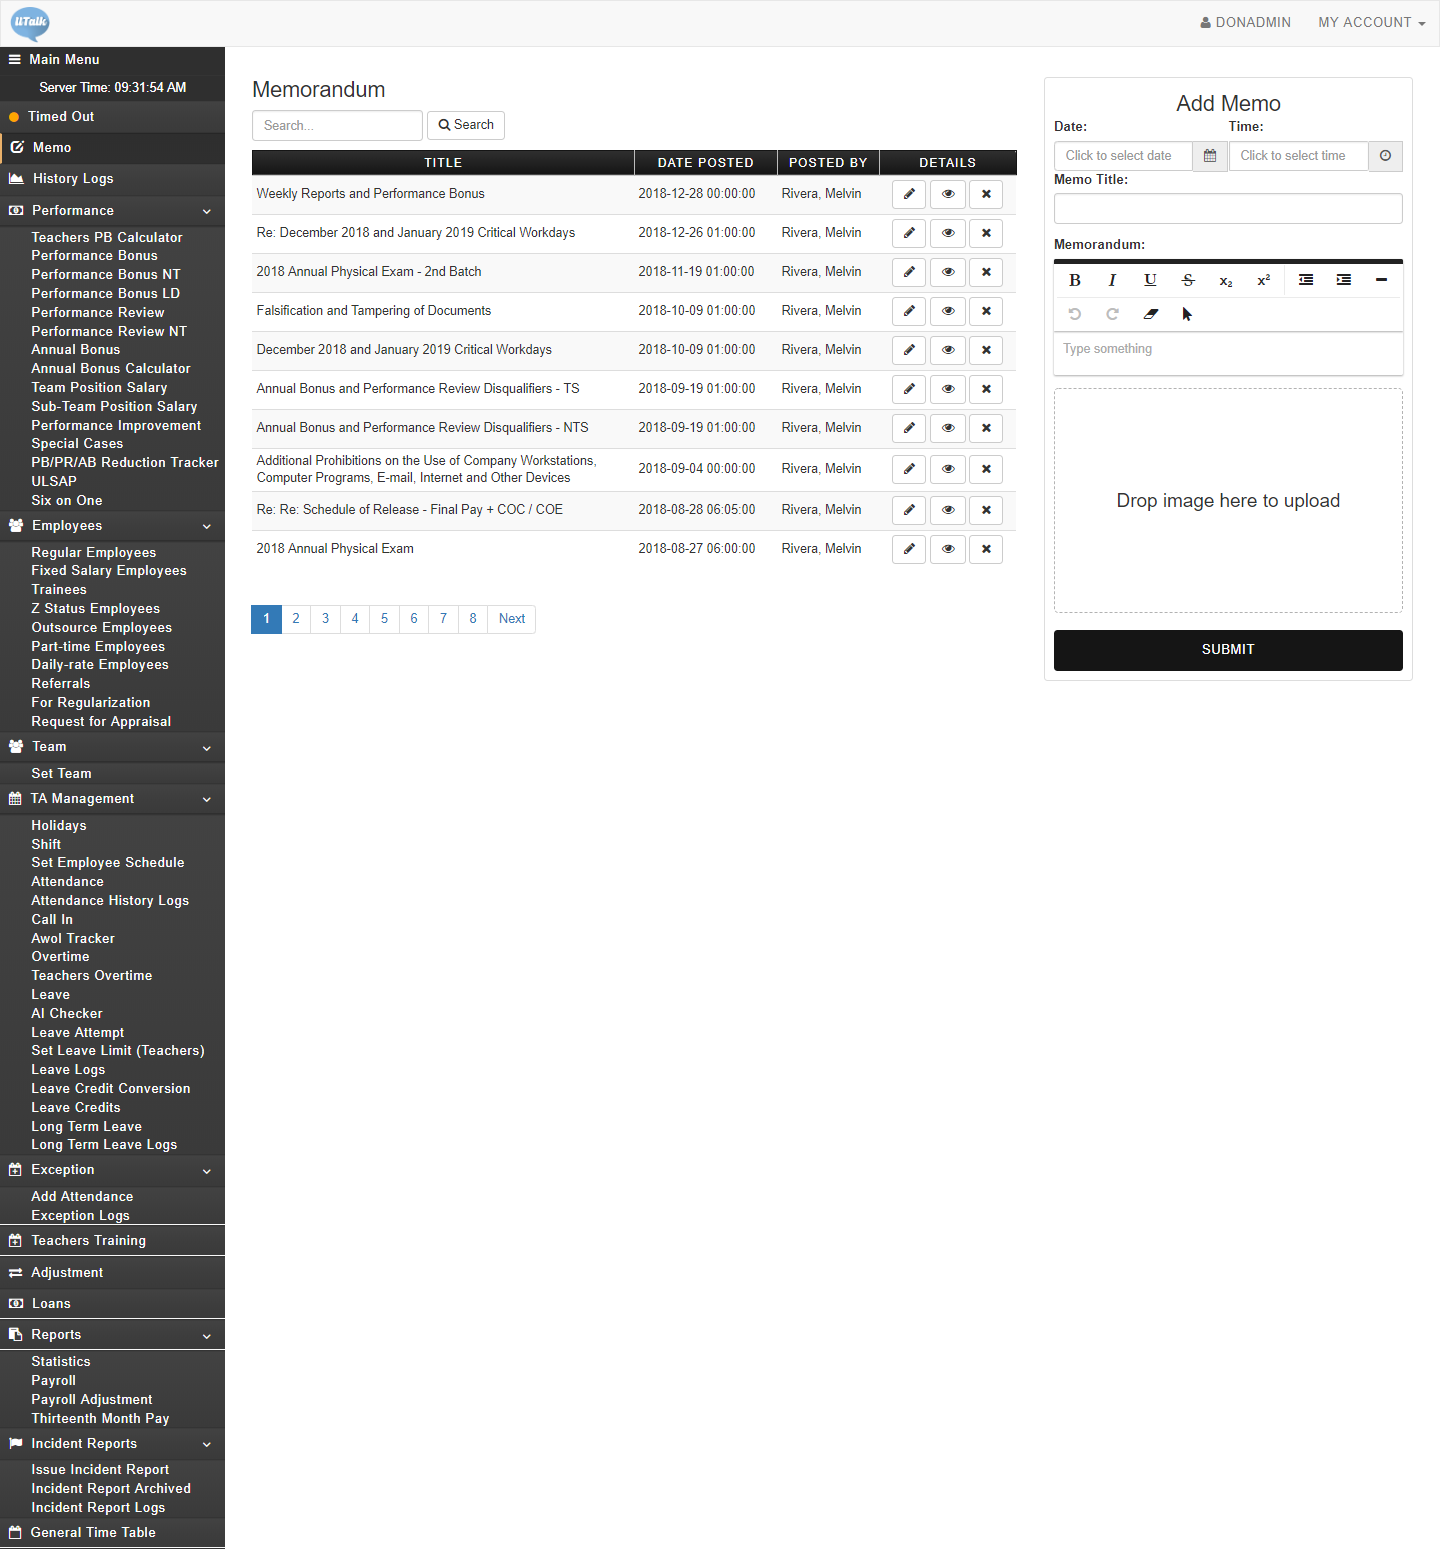 llTalk
DONADMIN
MY ACCOUNT
Main Menu
Server Time: 09:31:54 AM
Timed Out
Memo
History Logs
Performance
Teachers PB Calculator
Performance Bonus
Performance Bonus NT
Performance Bonus LD
Performance Review
Performance Review NT
Annual Bonus
Annual Bonus Calculator
Team Position Salary
Sub-Team Position Salary
Performance Improvement
Special Cases
PB/PR/AB Reduction Tracker
ULSAP
Six on One
Employees
Regular Employees
Fixed Salary Employees
Trainees
Z Status Employees
Outsource Employees
Part-time Employees
Daily-rate Employees
Referrals
For Regularization
Request for Appraisal
Team
Set Team
TA Management
Holidays
Shift
Set Employee Schedule
Attendance
Attendance History Logs
Call In
Awol Tracker
Overtime
Teachers Overtime
Leave
AI Checker
Leave Attempt
Set Leave Limit (Teachers)
Leave Logs
Leave Credit Conversion
Leave Credits
Long Term Leave
Long Term Leave Logs
Exception
Add Attendance
Exception Logs
Teachers Training
Adjustment
Loans
Reports
Statistics
Payroll
Payroll Adjustment
Thirteenth Month Pay
Incident Reports
Issue Incident Report
Incident Report Archived
Incident Report Logs
General Time Table
Memorandum
Search... Search
TITLE DATE POSTED POSTED BY DETAILS
Weekly Reports and Performance Bonus 2018-12-28 00:00:00 Rivera, Melvin
Re: December 2018 and January 2019 Critical Workdays 2018-12-26 01:00:00 Rivera, Melvin
2018 Annual Physical Exam - 2nd Batch 2018-11-19 01:00:00 Rivera, Melvin
Falsification and Tampering of Documents 2018-10-09 01:00:00 Rivera, Melvin
December 2018 and January 2019 Critical Workdays 2018-10-09 01:00:00 Rivera, Melvin
Annual Bonus and Performance Review Disqualifiers - TS 2018-09-19 01:00:00 Rivera, Melvin
Annual Bonus and Performance Review Disqualifiers - NTS 2018-09-19 01:00:00 Rivera, Melvin
Additional Prohibitions on the Use of Company Workstations,
Computer Programs, E-mail, Internet and Other Devices 2018-09-04 00:00:00 Rivera, Melvin
Re: Re: Schedule of Release - Final Pay + COC / COE 2018-08-28 06:05:00 Rivera, Melvin
2018 Annual Physical Exam 2018-08-27 06:00:00 Rivera, Melvin
1 2 3 4 5 6 7 8 Next
Add Memo
Date: Time:
Click to select date Click to select time
Memo Title:
Memorandum:
B I U S x₂ x²
Type something
Drop image here to upload
SUBMIT